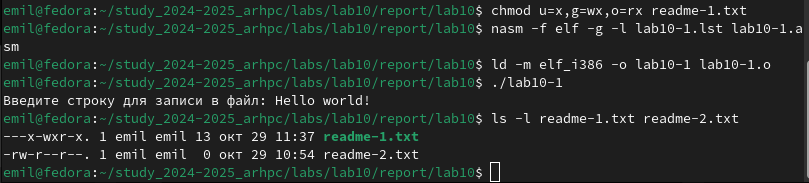 emil@fedora:~/study_2024-2025_arhpc/labs/lab10/report/lab10$ chmod u=x,g=wx,o=rx readme-1.txt
emil@fedora:~/study_2024-2025_arhpc/labs/lab10/report/lab10$ nasm -f elf -g -l lab10-1.lst lab10-1.a
sm
emil@fedora:~/study_2024-2025_arhpc/labs/lab10/report/lab10$ ld -m elf_i386 -o lab10-1 lab10-1.o
emil@fedora:~/study_2024-2025_arhpc/labs/lab10/report/lab10$ ./lab10-1
Введите строку для записи в файл: Hello world!
emil@fedora:~/study_2024-2025_arhpc/labs/lab10/report/lab10$ ls -l readme-1.txt readme-2.txt
---x-wxr-x. 1 emil emil 13 окт 29 11:37 readme-1.txt
-rw-r--r--. 1 emil emil  0 окт 29 10:54 readme-2.txt
emil@fedora:~/study_2024-2025_arhpc/labs/lab10/report/lab10$